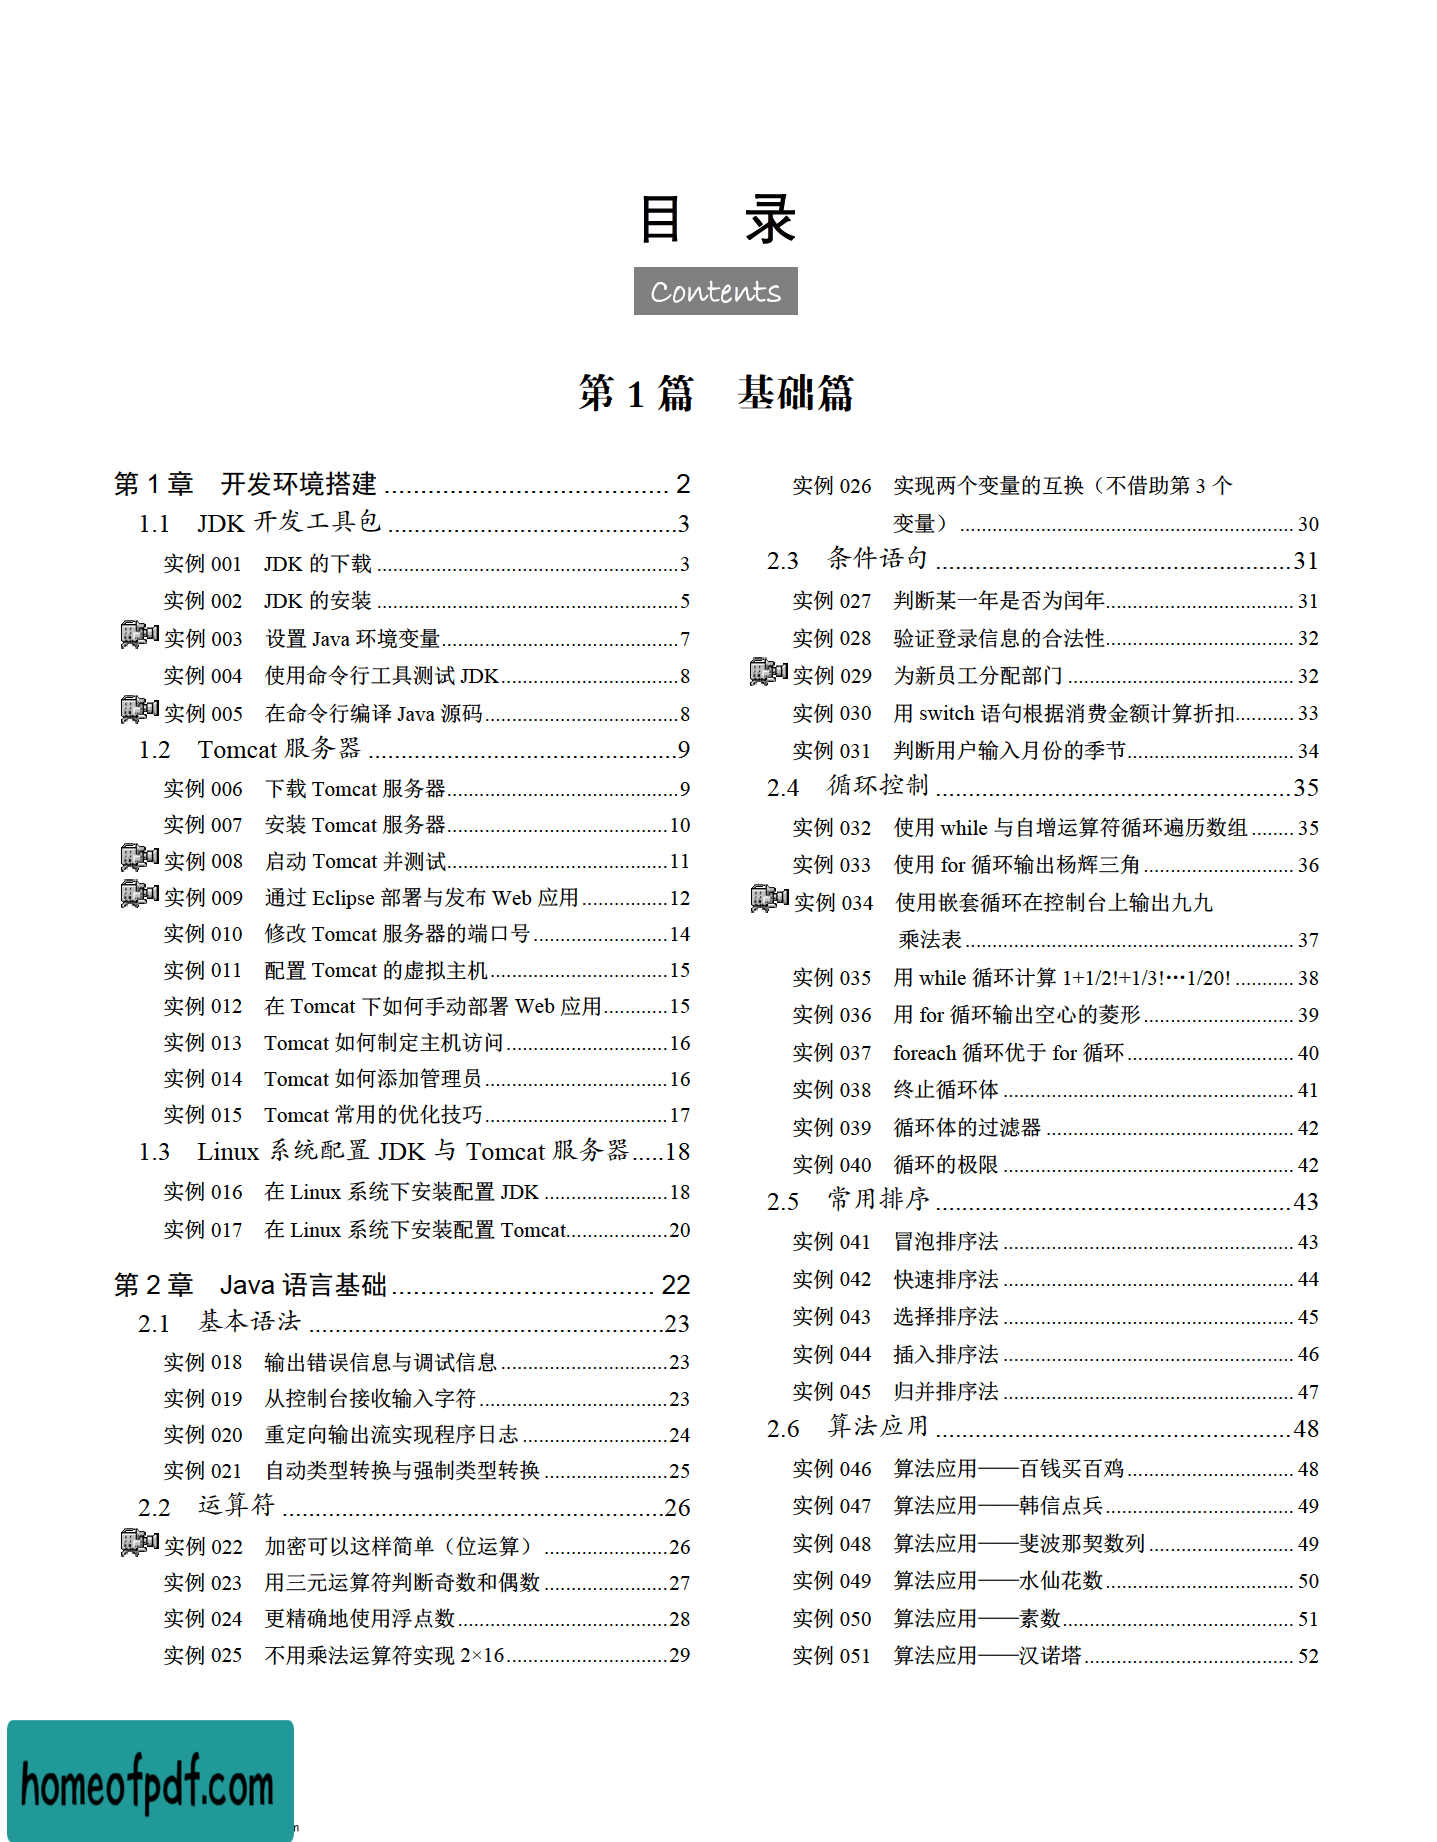 目 录
Contents
第 1 篇 基础篇
第 1 章 开发环境搭建 ....................................... 2
1.1 JDK 开发工具包 ............................................3
实例 001 JDK 的下载 ........................................................3
实例 002 JDK 的安装 ........................................................5
实例 003 设置 Java 环境变量............................................7
实例 004 使用命令行工具测试 JDK.................................8
实例 005 在命令行编译 Java 源码....................................8
1.2 Tomcat 服务器 ...............................................9
实例 006 下载 Tomcat 服务器...........................................9
实例 007 安装 Tomcat 服务器.........................................10
实例 008 启动 Tomcat 并测试.........................................11
实例 009 通过 Eclipse 部署与发布 Web 应用................12
实例 010 修改 Tomcat 服务器的端口号.........................14
实例 011 配置 Tomcat 的虚拟主机.................................15
实例 012 在 Tomcat 下如何手动部署 Web 应用............15
实例 013 Tomcat 如何制定主机访问..............................16
实例 014 Tomcat 如何添加管理员..................................16
实例 015 Tomcat 常用的优化技巧..................................17
1.3 Linux 系统配置 JDK 与 Tomcat 服务器.....18
实例 016 在 Linux 系统下安装配置 JDK .......................18
实例 017 在 Linux 系统下安装配置 Tomcat...................20
第 2 章 Java 语言基础.................................... 22
2.1 基本语法 ......................................................23
实例 018 输出错误信息与调试信息...............................23
实例 019 从控制台接收输入字符...................................23
实例 020 重定向输出流实现程序日志...........................24
实例 021 自动类型转换与强制类型转换.......................25
2.2 运算符 ..........................................................26
实例 022 加密可以这样简单（位运算）.......................26
实例 023 用三元运算符判断奇数和偶数.......................27
实例 024 更精确地使用浮点数.......................................28
实例 025 不用乘法运算符实现 2×16..............................29
实例 026 实现两个变量的互换（不借助第 3 个
变量）.............................................................. 30
2.3 条件语句 ......................................................31
实例 027 判断某一年是否为闰年................................... 31
实例 028 验证登录信息的合法性................................... 32
实例 029 为新员工分配部门 .......................................... 32
实例 030 用 switch 语句根据消费金额计算折扣........... 33
实例 031 判断用户输入月份的季节............................... 34
2.4 循环控制 ......................................................35
实例 032 使用 while 与自增运算符循环遍历数组........ 35
实例 033 使用 for 循环输出杨辉三角............................ 36
实例 034 使用嵌套循环在控制台上输出九九
乘法表............................................................. 37
实例 035 用 while 循环计算 1+1/2!+1/3!…1/20! ........... 38
实例 036 用 for 循环输出空心的菱形............................ 39
实例 037 foreach 循环优于 for 循环............................... 40
实例 038 终止循环体 ...................................................... 41
实例 039 循环体的过滤器 .............................................. 42
实例 040 循环的极限 ...................................................... 42
2.5 常用排序 ......................................................43
实例 041 冒泡排序法 ...................................................... 43
实例 042 快速排序法 ...................................................... 44
实例 043 选择排序法 ...................................................... 45
实例 044 插入排序法 ...................................................... 46
实例 045 归并排序法 ...................................................... 47
2.6 算法应用 ......................................................48
实例 046 算法应用——百钱买百鸡............................... 48
实例 047 算法应用——韩信点兵................................... 49
实例 048 算法应用——斐波那契数列........................... 49
实例 049 算法应用——水仙花数................................... 50
实例 050 算法应用——素数........................................... 51
实例 051 算法应用——汉诺塔....................................... 52
homeofpdf.com
m